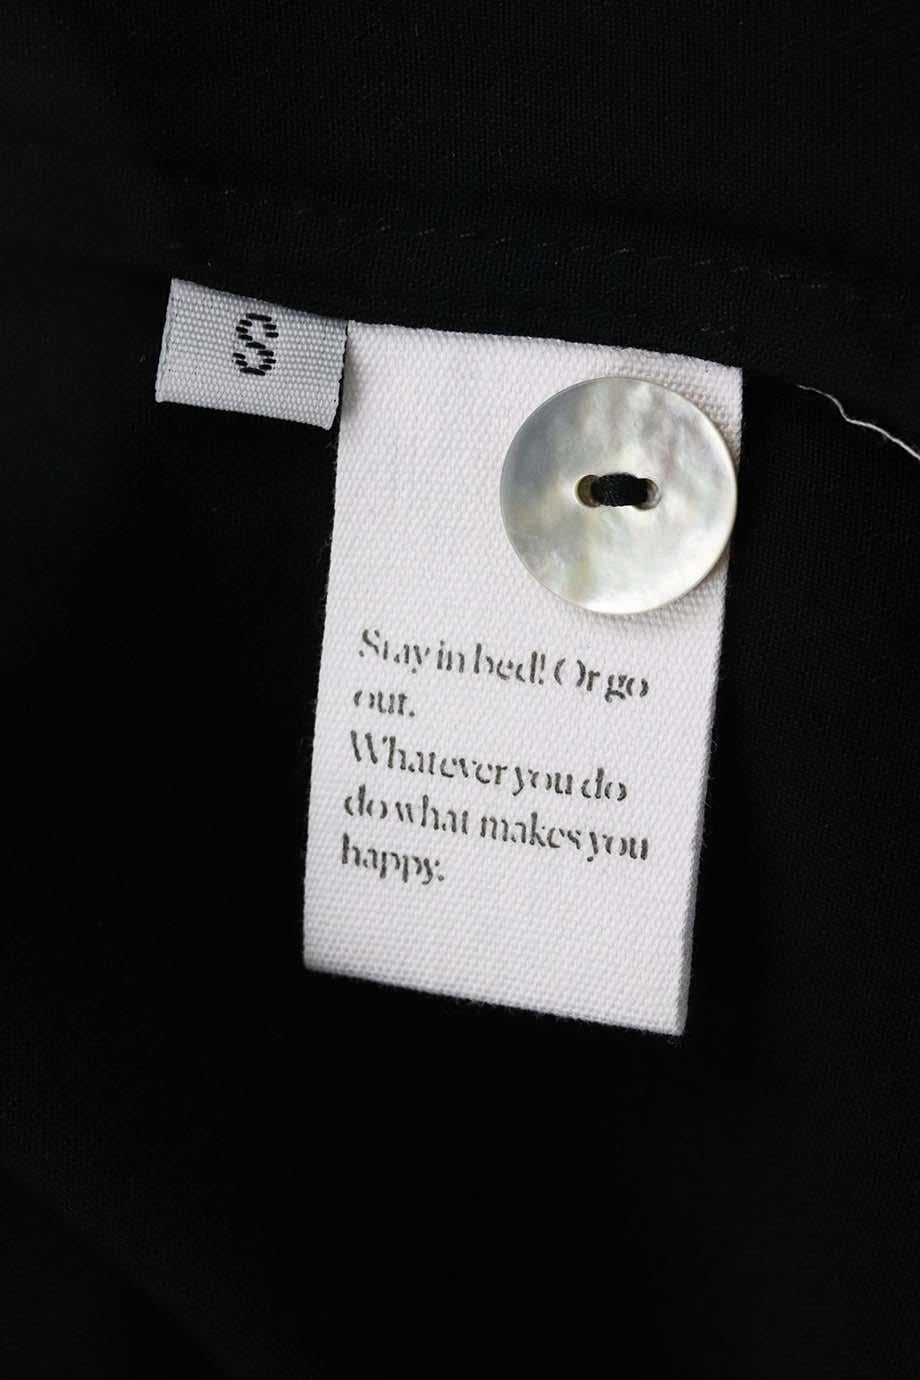 S
Stay in bed! Or go
out.
Whatever you do
do what makes you
happy.